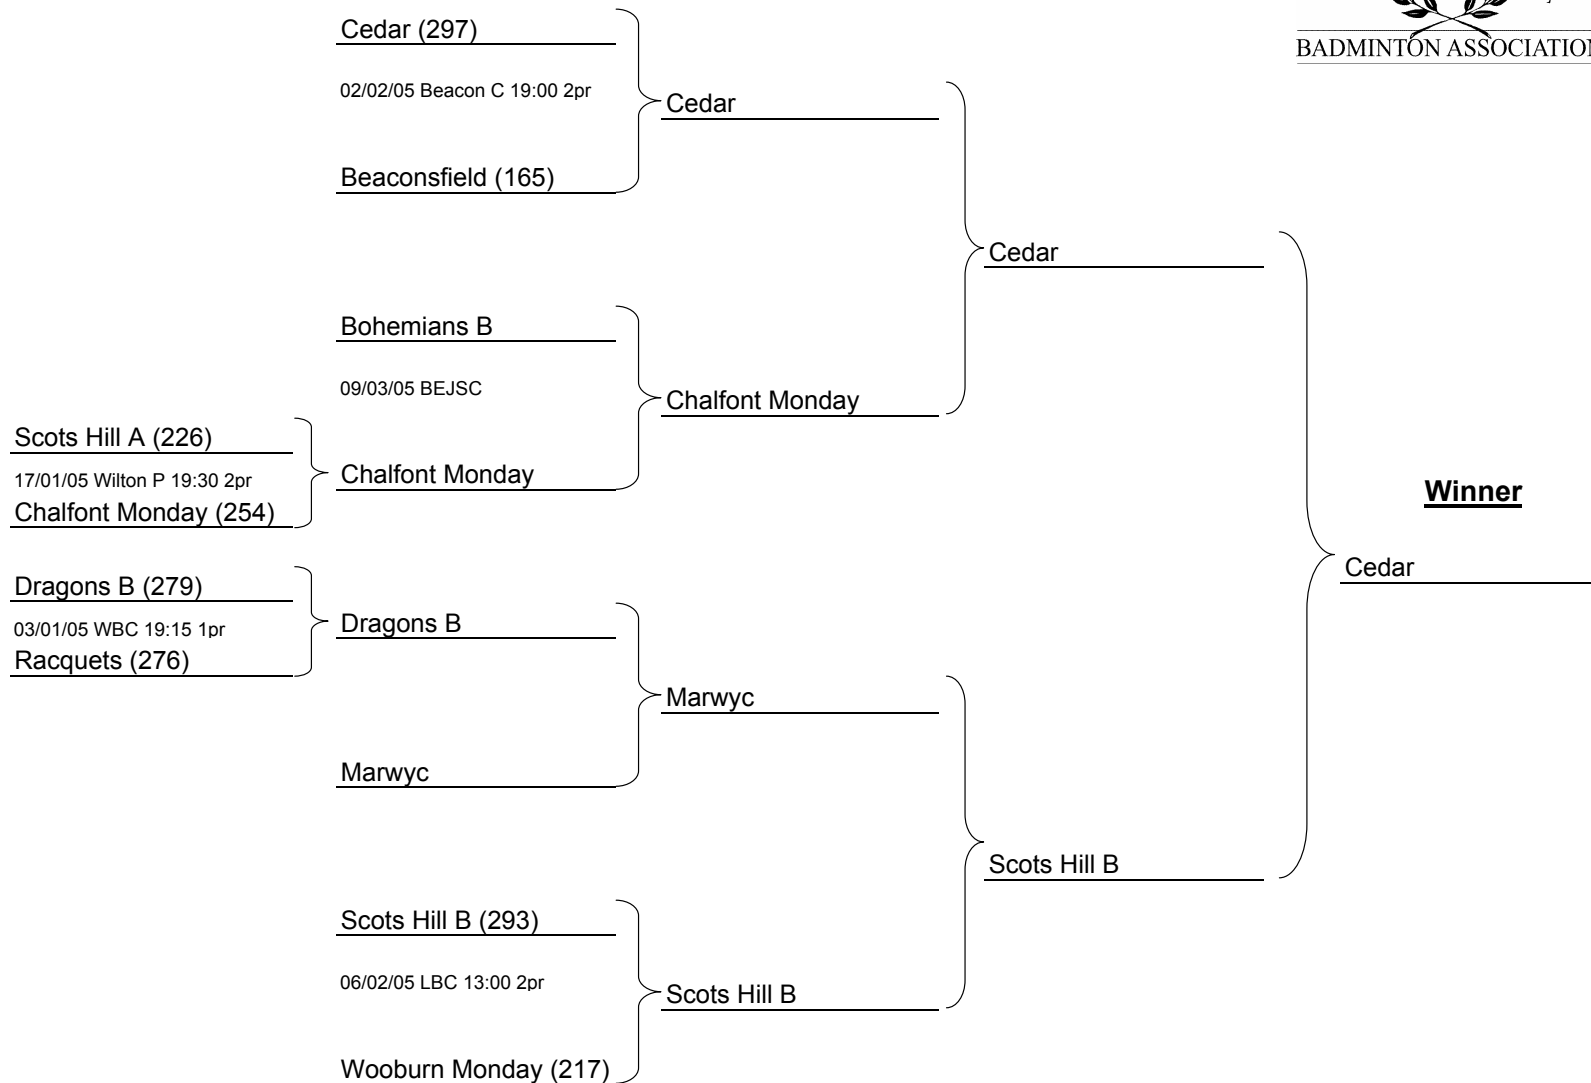 Cedar (297)
02/02/05 Beacon C 19:00 2pr
Beaconsfield (165)
Cedar
BADMINTON ASSOCIATION
Cedar
Bohemians B
09/03/05 BEJSC
Chalfont Monday
Scots Hill A (226)
17/01/05 Wilton P 19:30 2pr
Chalfont Monday (254)
Chalfont Monday
Dragons B (279)
03/01/05 WBC 19:15 1pr
Racquets (276)
Dragons B
Marwyc
Marwyc
Scots Hill B (293)
06/02/05 LBC 13:00 2pr
Wooburn Monday (217)
Scots Hill B
Scots Hill B
Winner
Cedar